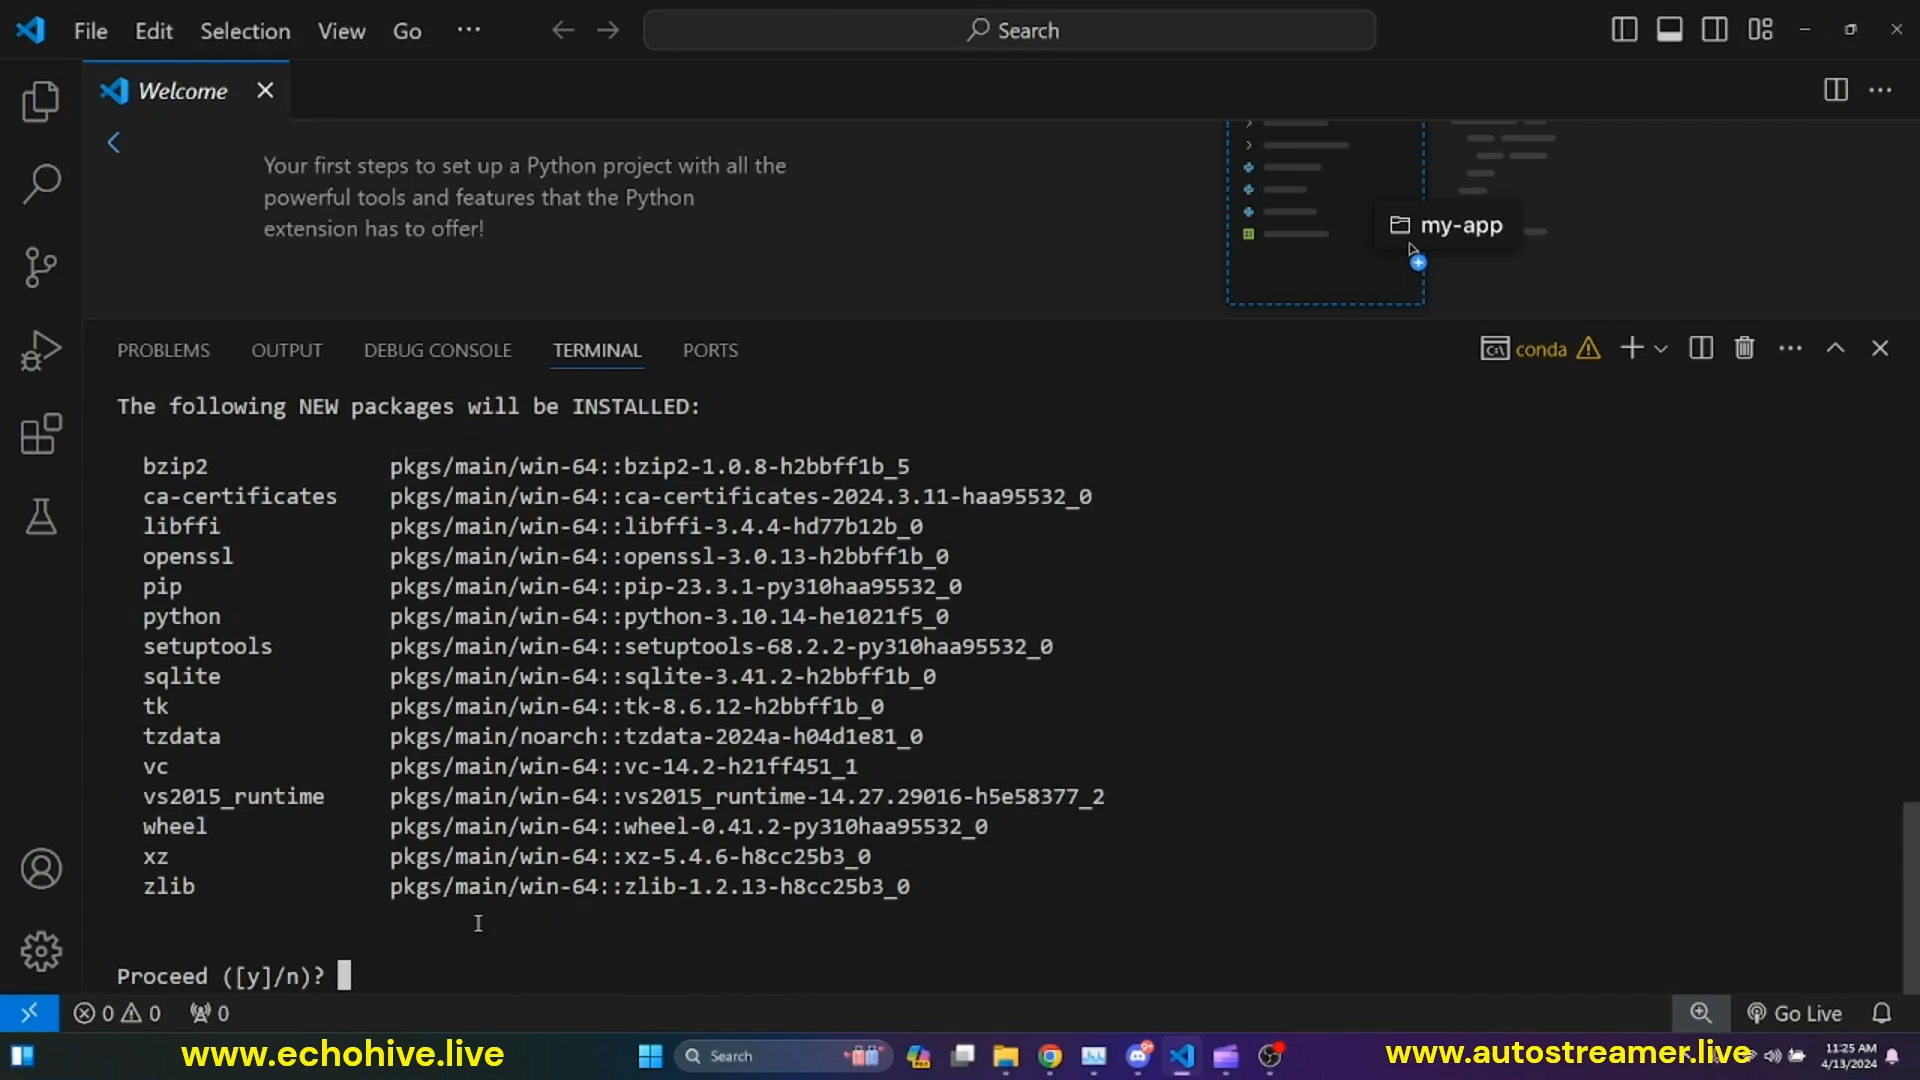 File Edit Selection View Go ...
Search
Welcome
Your first steps to set up a Python project with all the
powerful tools and features that the Python
extension has to offer!
my-app
PROBLEMS OUTPUT DEBUG CONSOLE TERMINAL PORTS
conda
The following NEW packages will be INSTALLED:
bzip2 pkgs/main/win-64::bzip2-1.0.8-h2bbff1b_5
ca-certificates pkgs/main/win-64::ca-certificates-2024.3.11-haa95532_0
libffi pkgs/main/win-64::libffi-3.4.4-hd77b12b_0
openssl pkgs/main/win-64::openssl-3.0.13-h2bbff1b_0
pip pkgs/main/win-64::pip-23.3.1-py310haa95532_0
python pkgs/main/win-64::python-3.10.14-he1021f5_0
setuptools pkgs/main/win-64::setuptools-68.2.2-py310haa95532_0
sqlite pkgs/main/win-64::sqlite-3.41.2-h2bbff1b_0
tk pkgs/main/win-64::tk-8.6.12-h2bbff1b_0
tzdata pkgs/main/noarch::tzdata-2024a-h04d1e81_0
vc pkgs/main/win-64::vc-14.2-h21ff451_1
vs2015_runtime pkgs/main/win-64::vs2015_runtime-14.27.29016-h5e58377_2
wheel pkgs/main/win-64::wheel-0.41.2-py310haa95532_0
xz pkgs/main/win-64::xz-5.4.6-h8cc25b3_0
zlib pkgs/main/win-64::zlib-1.2.13-h8cc25b3_0
Proceed ([y]/n)?
0 0 0
Go Live
www.echohive.live
Search
www.autostreamer.live
11:25 AM
4/13/2024